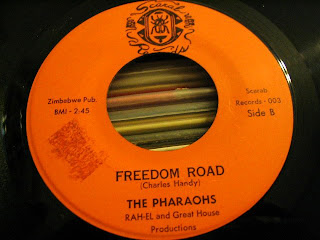 Scarab
Zimbabwe Pub.
BMI - 2:45
Scarab
Records - 003
Side B
FREEDOM ROAD
(Charles Handy)
THE PHARAOHS
RAH-EL and Great House
Productions